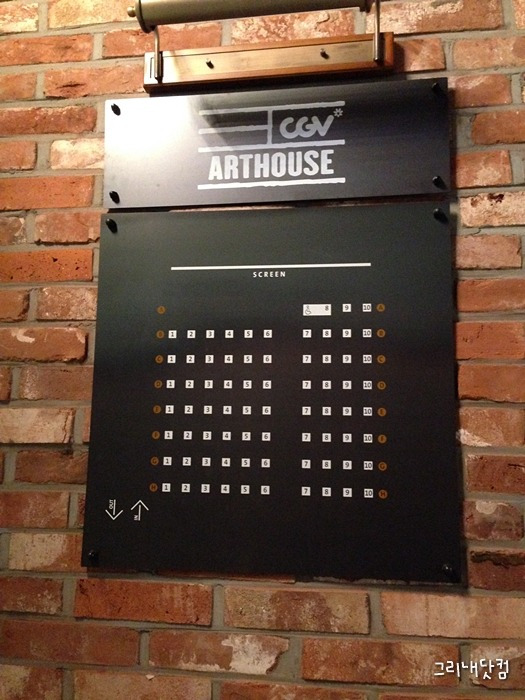 CGV*
ARTHOUSE
SCREEN
A 8 9 10 A
B 1 2 3 4 5 6 7 8 9 10 B
C 1 2 3 4 5 6 7 8 9 10 C
D 1 2 3 4 5 6 7 8 9 10 D
E 1 2 3 4 5 6 7 8 9 10 E
F 1 2 3 4 5 6 7 8 9 10 F
G 1 2 3 4 5 6 7 8 9 10 G
H 1 2 3 4 5 6 7 8 9 10 H
OUT IN
그리내닷컴